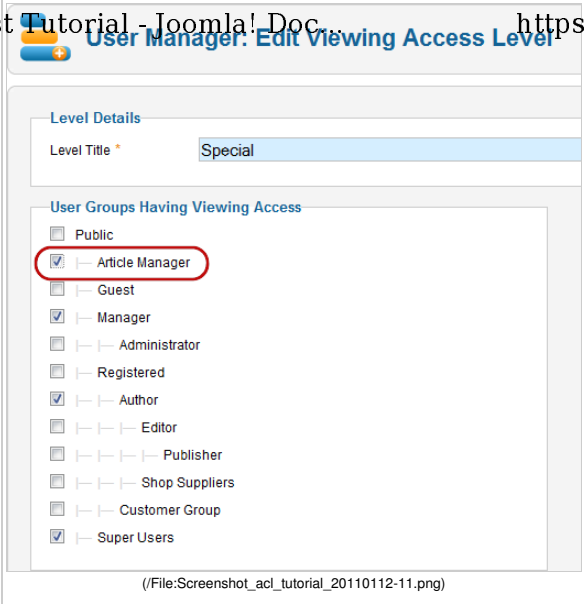 t Tutorial - Joomla! Doc... https
User Manager: Edit Viewing Access Level
Level Details
Level Title *
Special
User Groups Having Viewing Access
Public
|— Article Manager
|— Guest
|— Manager
|— |— Administrator
|— Registered
|— |— Author
|— |— |— Editor
|— |— |— |— Publisher
|— |— |— Shop Suppliers
|— |— Customer Group
|— Super Users
(/File:Screenshot_acl_tutorial_20110112-11.png)